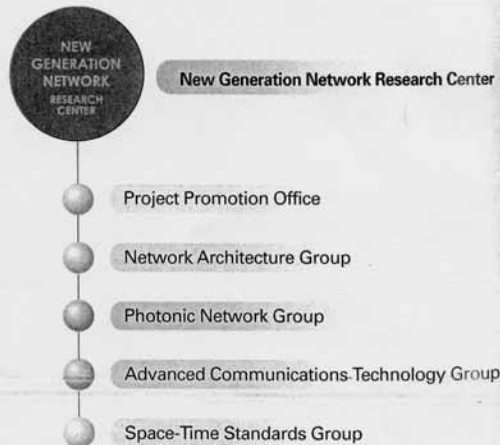 NEW
GENERATION
NETWORK
RESEARCH
CENTER
New Generation Network Research Center
Project Promotion Office
Network Architecture Group
Photonic Network Group
Advanced Communications Technology Group
Space-Time Standards Group